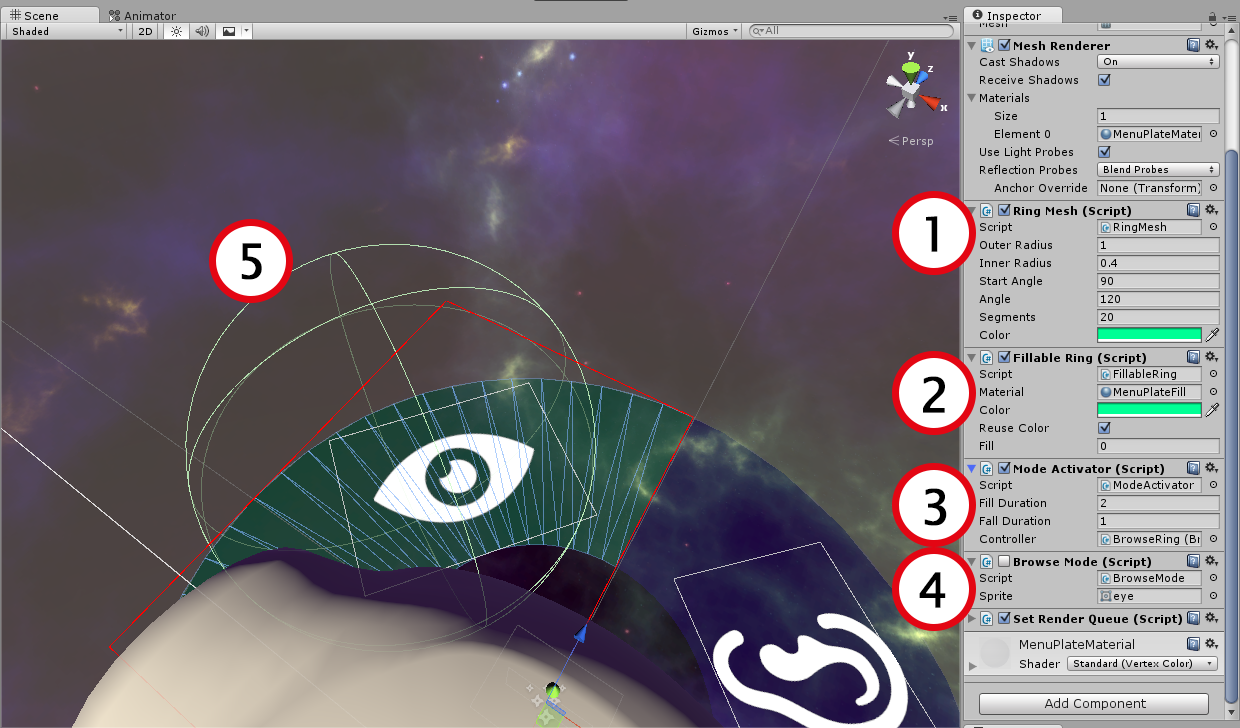 Scene
Animator
Shaded
2D
Gizmos
All
y
z
x
Persp
5
1
2
3
4
Inspector
Mesh Renderer
Cast Shadows On
Receive Shadows
Materials
Size 1
Element 0 MenuPlateMater
Use Light Probes
Reflection Probes Blend Probes
Anchor Override None (Transform)
Ring Mesh (Script)
Script RingMesh
Outer Radius 1
Inner Radius 0.4
Start Angle 90
Angle 120
Segments 20
Color
Fillable Ring (Script)
Script FillableRing
Material MenuPlateFill
Color
Reuse Color
Fill 0
Mode Activator (Script)
Script ModeActivator
Fill Duration 2
Fall Duration 1
Controller BrowseRing (Br
Browse Mode (Script)
Script BrowseMode
Sprite eye
Set Render Queue (Script)
MenuPlateMaterial
Shader Standard (Vertex Color)
Add Component